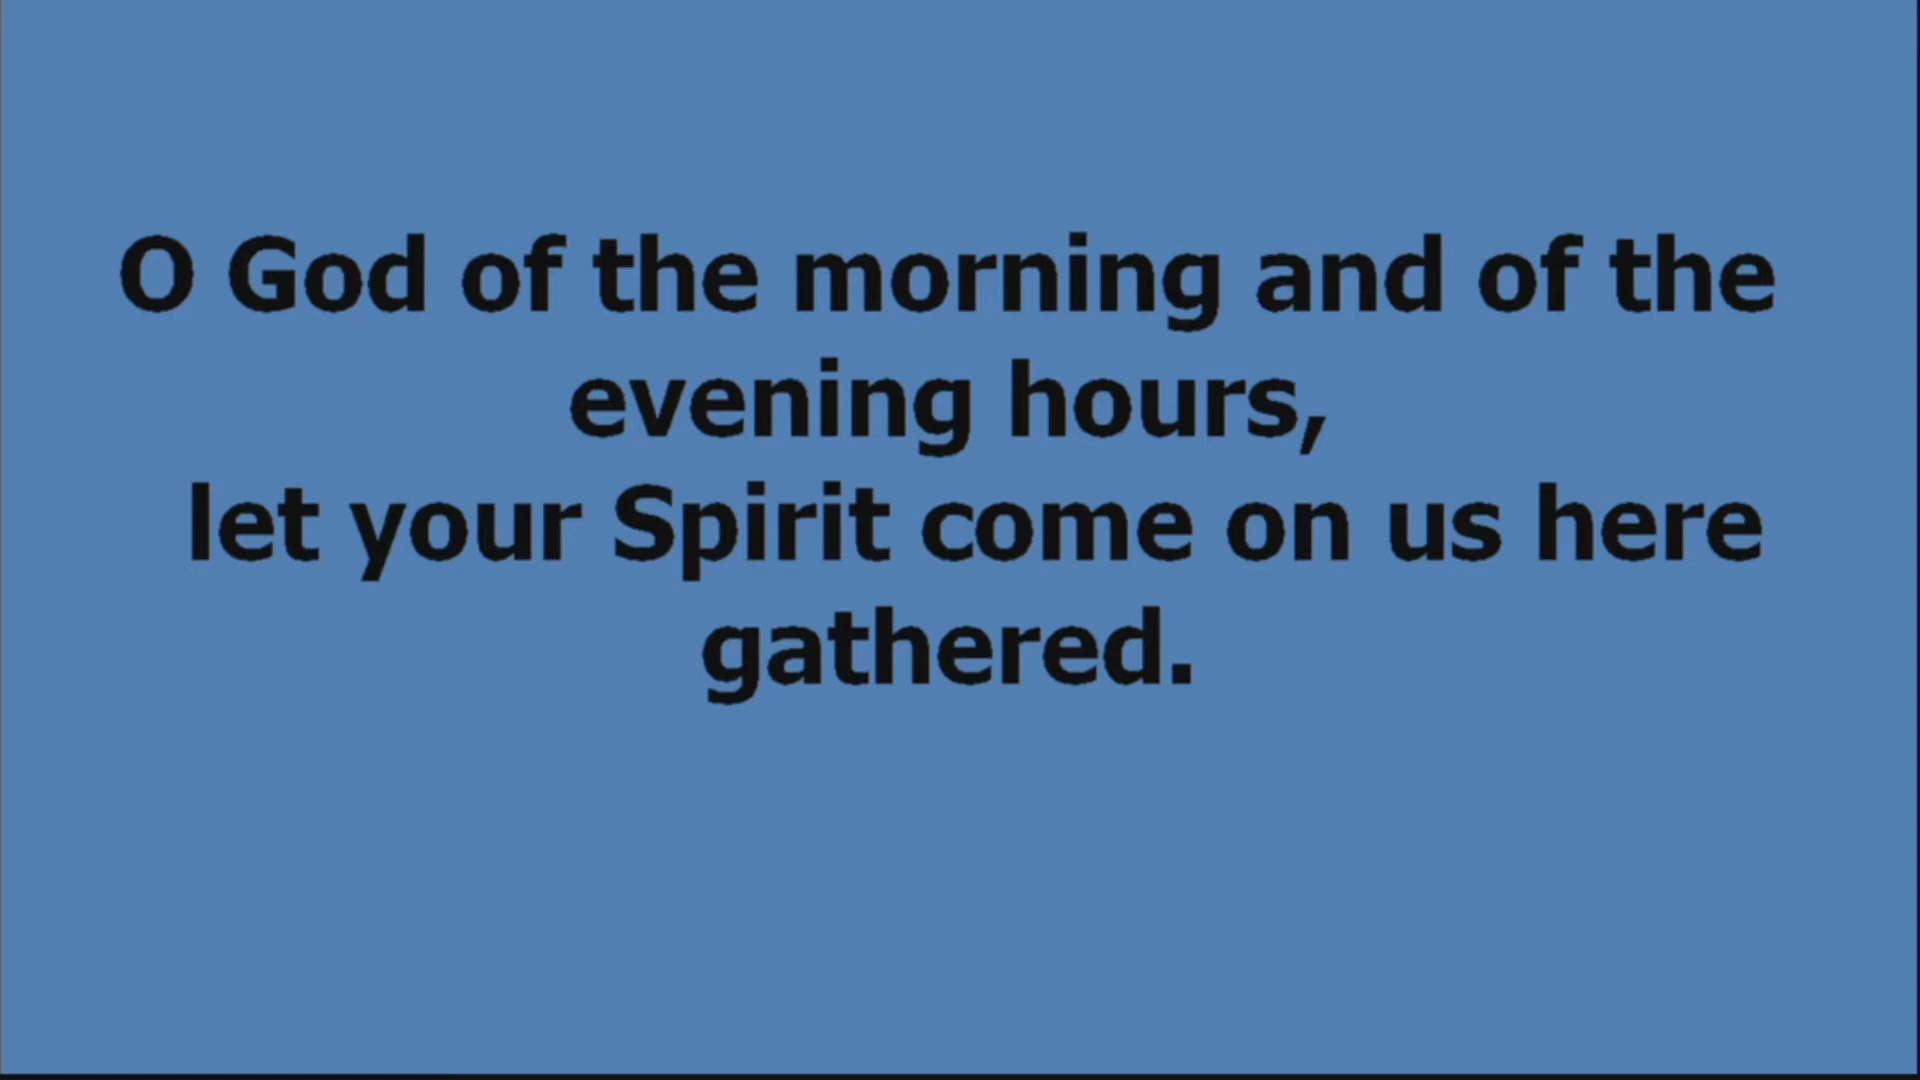 O God of the morning and of the
evening hours,
let your Spirit come on us here
gathered.